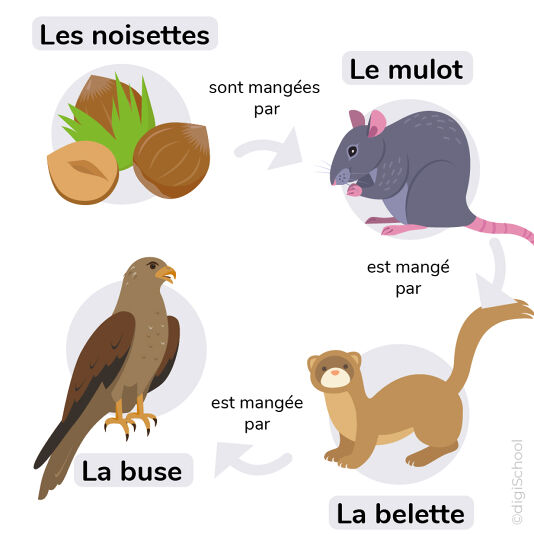 Les noisettes
sont mangées
par
Le mulot
est mangé
par
La belette
est mangée
par
La buse
©digiSchool